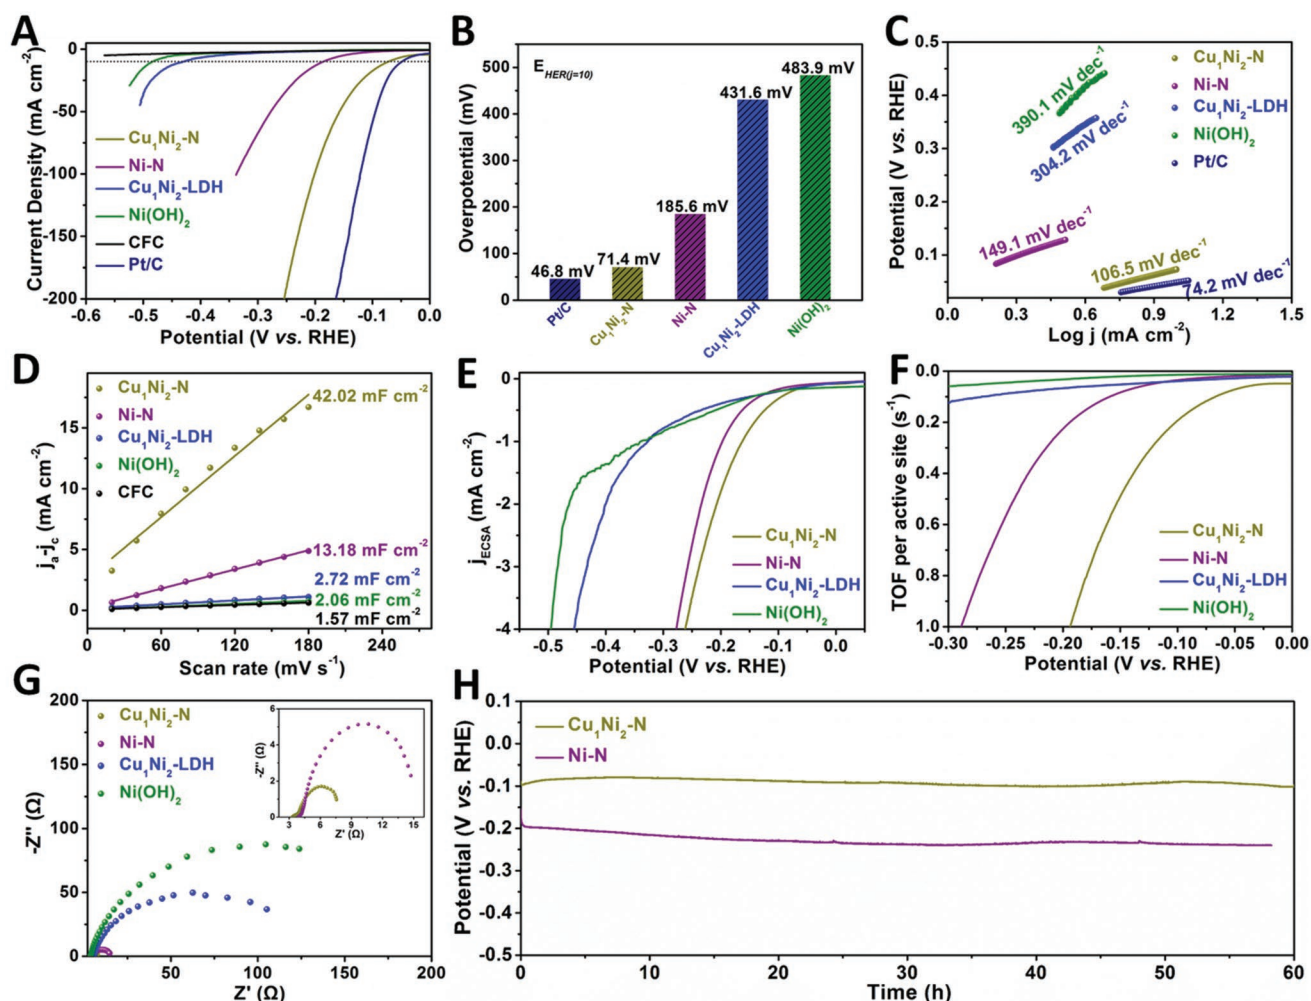 A
Current Density (mA cm⁻²)
0
-50
-100
-150
-200
Cu₁Ni₂-N
Ni-N
Cu₁Ni₂-LDH
Ni(OH)₂
CFC
Pt/C
-0.6 -0.5 -0.4 -0.3 -0.2 -0.1 0.0
Potential (V vs. RHE)
B
Overpotential (mV)
500
400
300
200
100
0
E HER(j=10)
46.8 mV
71.4 mV
185.6 mV
431.6 mV
483.9 mV
Pt/C
Cu₁Ni₂-N
Ni-N
Cu₁Ni₂-LDH
Ni(OH)₂
C
Potential (V vs. RHE)
0.5
0.4
0.3
0.2
0.1
390.1 mV dec⁻¹
304.2 mV dec⁻¹
149.1 mV dec⁻¹
106.5 mV dec⁻¹
74.2 mV dec⁻¹
Cu₁Ni₂-N
Ni-N
Cu₁Ni₂-LDH
Ni(OH)₂
Pt/C
0.0 0.3 0.6 0.9 1.2 1.5
Log j (mA cm⁻²)
D
jₐ-j꜀ (mA cm⁻²)
15
10
5
0
Cu₁Ni₂-N
Ni-N
Cu₁Ni₂-LDH
Ni(OH)₂
CFC
42.02 mF cm⁻²
13.18 mF cm⁻²
2.72 mF cm⁻²
2.06 mF cm⁻²
1.57 mF cm⁻²
0 60 120 180 240
Scan rate (mV s⁻¹)
E
j ECSA (mA cm⁻²)
0
-1
-2
-3
-4
Cu₁Ni₂-N
Ni-N
Cu₁Ni₂-LDH
Ni(OH)₂
-0.5 -0.4 -0.3 -0.2 -0.1 0.0
Potential (V vs. RHE)
F
TOF per active site (s⁻¹)
0.0
0.2
0.4
0.6
0.8
1.0
Cu₁Ni₂-N
Ni-N
Cu₁Ni₂-LDH
Ni(OH)₂
-0.30 -0.25 -0.20 -0.15 -0.10 -0.05 0.00
Potential (V vs. RHE)
G
-Z'' (Ω)
200
150
100
50
0
Cu₁Ni₂-N
Ni-N
Cu₁Ni₂-LDH
Ni(OH)₂
-Z'' (Ω)
6
4
2
0
3 6 9 12 15
Z' (Ω)
50 100 150 200
Z' (Ω)
H
Potential (V vs. RHE)
0.1
0.0
-0.1
-0.2
-0.3
-0.4
-0.5
Cu₁Ni₂-N
Ni-N
0 10 20 30 40 50 60
Time (h)